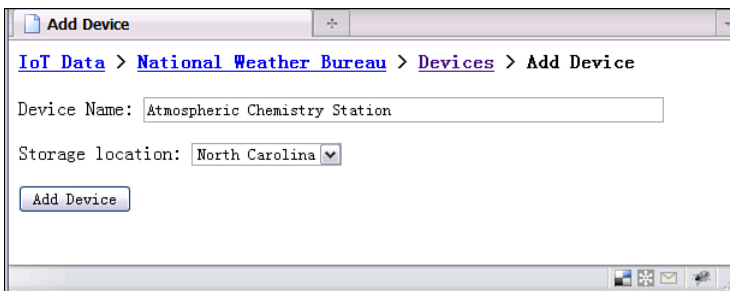 Add Device
IoT Data > National Weather Bureau > Devices > Add Device
Device Name: Atmospheric Chemistry Station
Storage location: North Carolina
Add Device